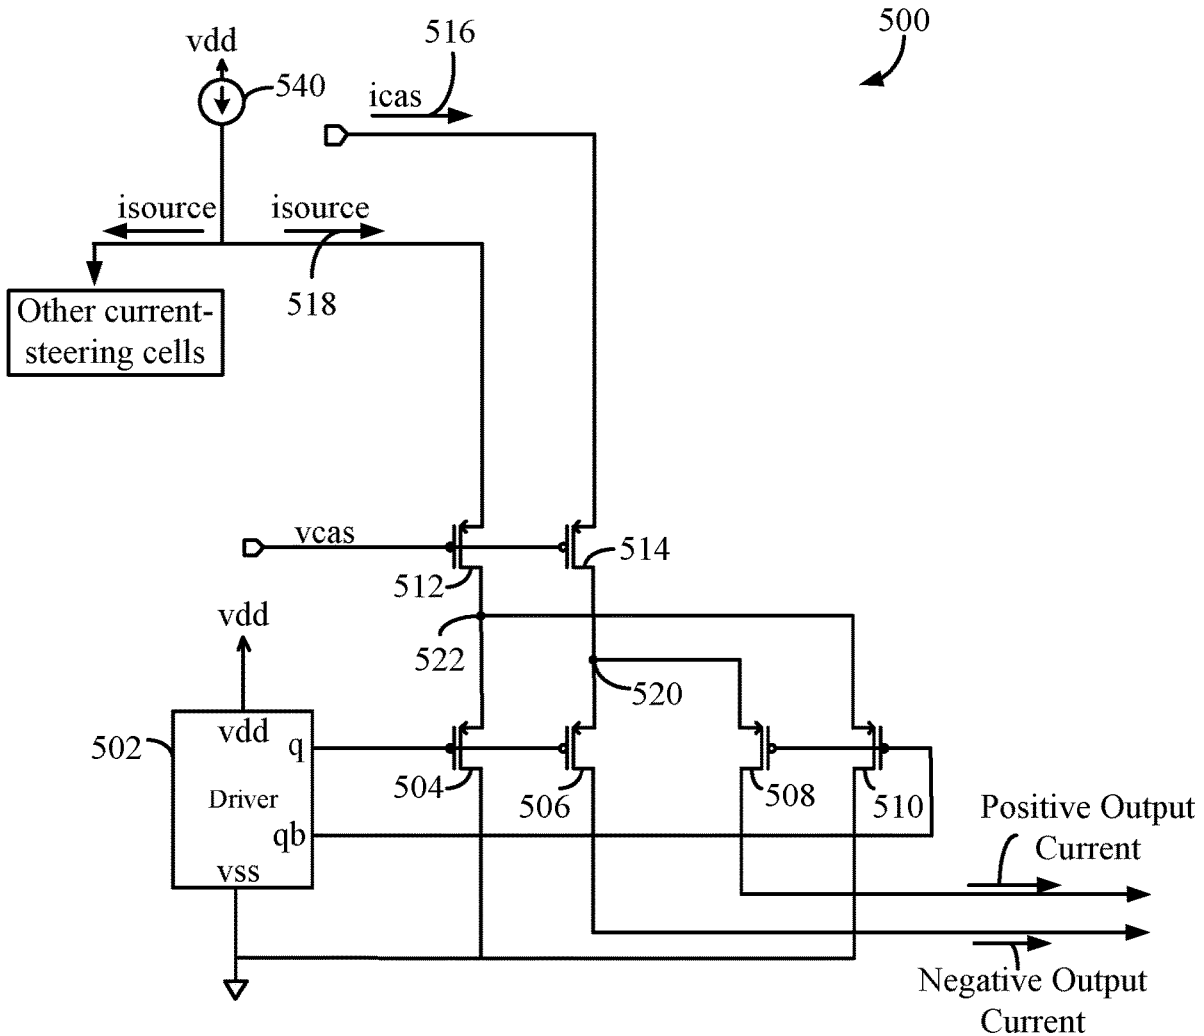 500
516
vdd
540
icas
isource
isource
518
Other current-
steering cells
vcas
514
512
vdd
522
520
502
vdd
q
Driver
504
506
508
510
qb
vss
Positive Output
Current
Negative Output
Current